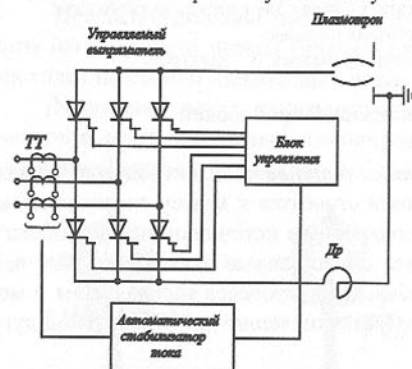 Управляемый
выпрямитель
Плазмотрон
ТТ
Блок
управления
Др
Автоматический
стабилизатор
тока